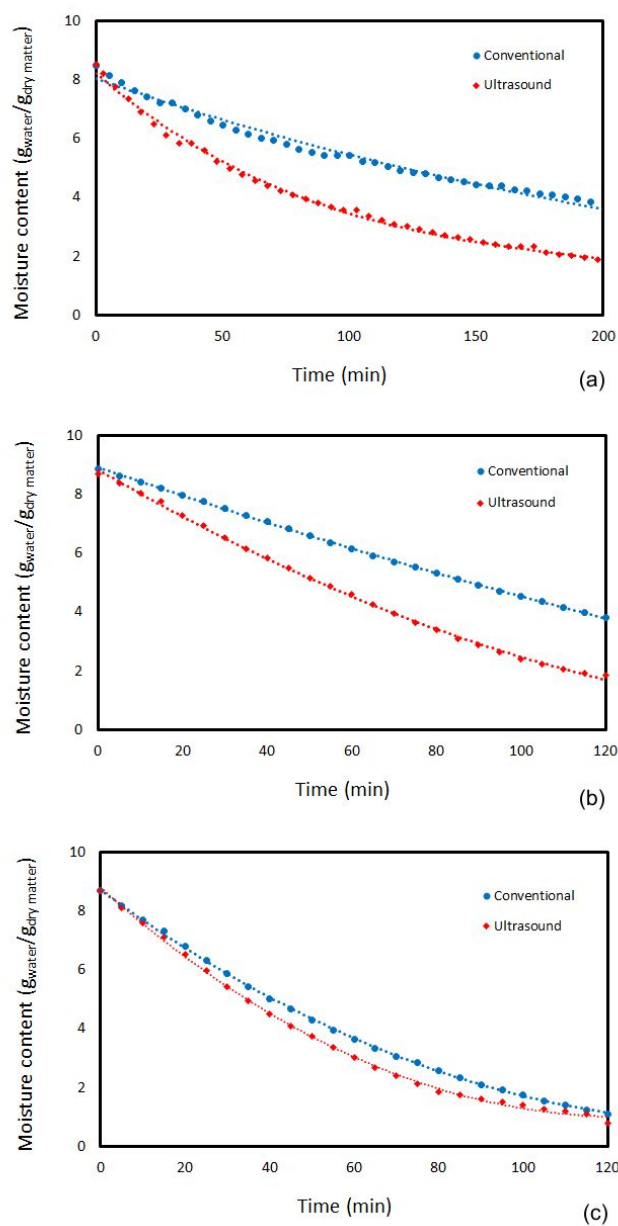 10
8
6
4
2
0
Moisture content (gwater/gdry matter)
Conventional
Ultrasound
0 50 100 150 200
Time (min)
(a)
10
8
6
4
2
0
Moisture content (gwater/gdry matter)
Conventional
Ultrasound
0 20 40 60 80 100 120
Time (min)
(b)
10
8
6
4
2
0
Moisture content (gwater/gdry matter)
Conventional
Ultrasound
0 20 40 60 80 100 120
Time (min)
(c)